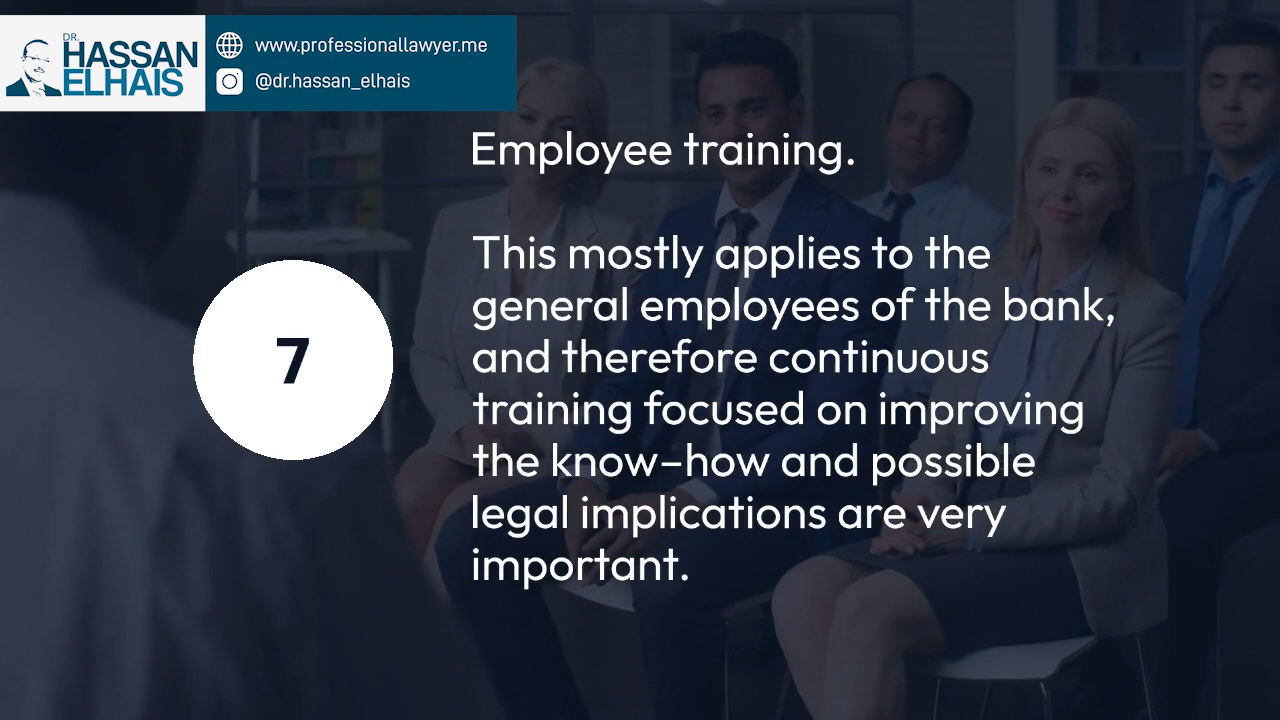 DR.
HASSAN
ELHAIS
www.professionallawyer.me
@dr.hassan_elhais
Employee training.
This mostly applies to the
general employees of the bank,
and therefore continuous
training focused on improving
the know–how and possible
legal implications are very
important.
7